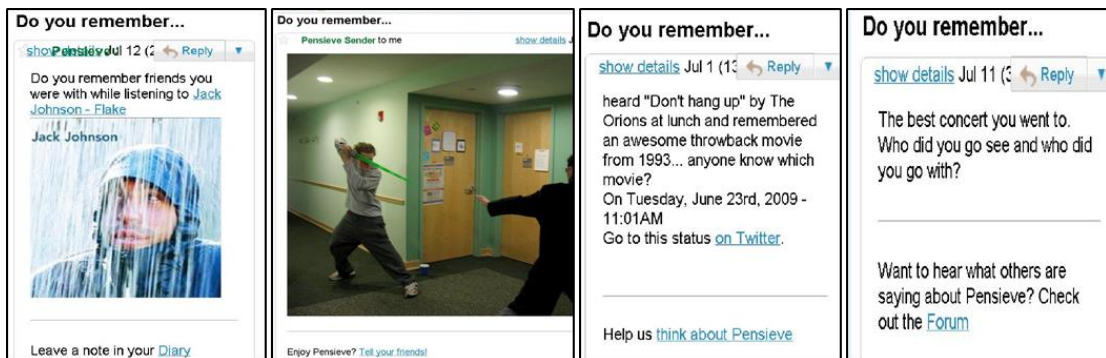 Do you remember...
show details Jul 12 (2 Reply
Do you remember friends you
were with while listening to Jack
Johnson - Flake
Jack Johnson
Leave a note in your Diary
Do you remember...
Pensieve Sender to me show details J
Enjoy Pensieve? Tell your friends!
Do you remember...
show details Jul 1 (13 Reply
heard "Don't hang up" by The
Orions at lunch and remembered
an awesome throwback movie
from 1993... anyone know which
movie?
On Tuesday, June 23rd, 2009 -
11:01AM
Go to this status on Twitter.
Help us think about Pensieve
Do you remember...
show details Jul 11 (3 Reply
The best concert you went to.
Who did you go see and who did
you go with?
Want to hear what others are
saying about Pensieve? Check
out the Forum